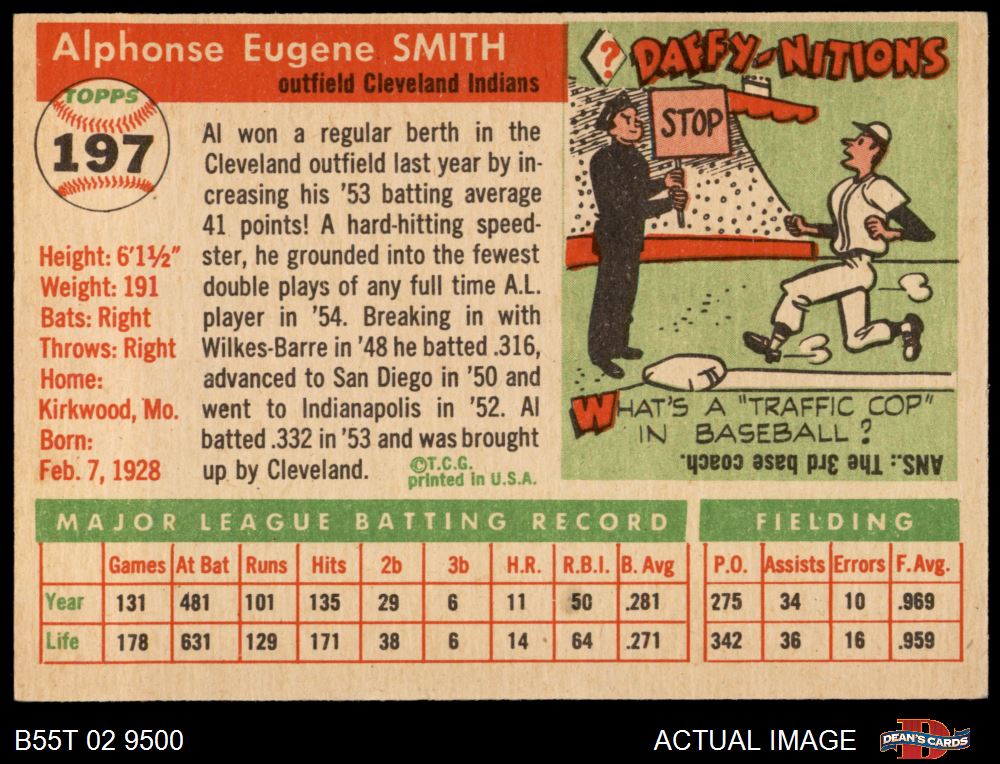 Alphonse Eugene SMITH
outfield Cleveland Indians
TOPPS
197
Height: 6'1½"
Weight: 191
Bats: Right
Throws: Right
Home:
Kirkwood, Mo.
Born:
Feb. 7, 1928
Al won a regular berth in the
Cleveland outfield last year by in-
creasing his '53 batting average
41 points! A hard-hitting speed-
ster, he grounded into the fewest
double plays of any full time A.L.
player in '54. Breaking in with
Wilkes-Barre in '48 he batted .316,
advanced to San Diego in '50 and
went to Indianapolis in '52. Al
batted .332 in '53 and was brought
up by Cleveland.
©T.C.G.
printed in U.S.A.
? DAFFY-NITIONS
STOP
WHAT'S A "TRAFFIC COP"
IN BASEBALL?
ANS.: The 3rd base coach.
MAJOR LEAGUE BATTING RECORD FIELDING
Games At Bat Runs Hits 2b 3b H.R. R.B.I. B. Avg P.O. Assists Errors F. Avg.
Year 131 481 101 135 29 6 11 50 .281 275 34 10 .969
Life 178 631 129 171 38 6 14 64 .271 342 36 16 .959
B55T 02 9500
ACTUAL IMAGE
D
DEAN'S CARDS